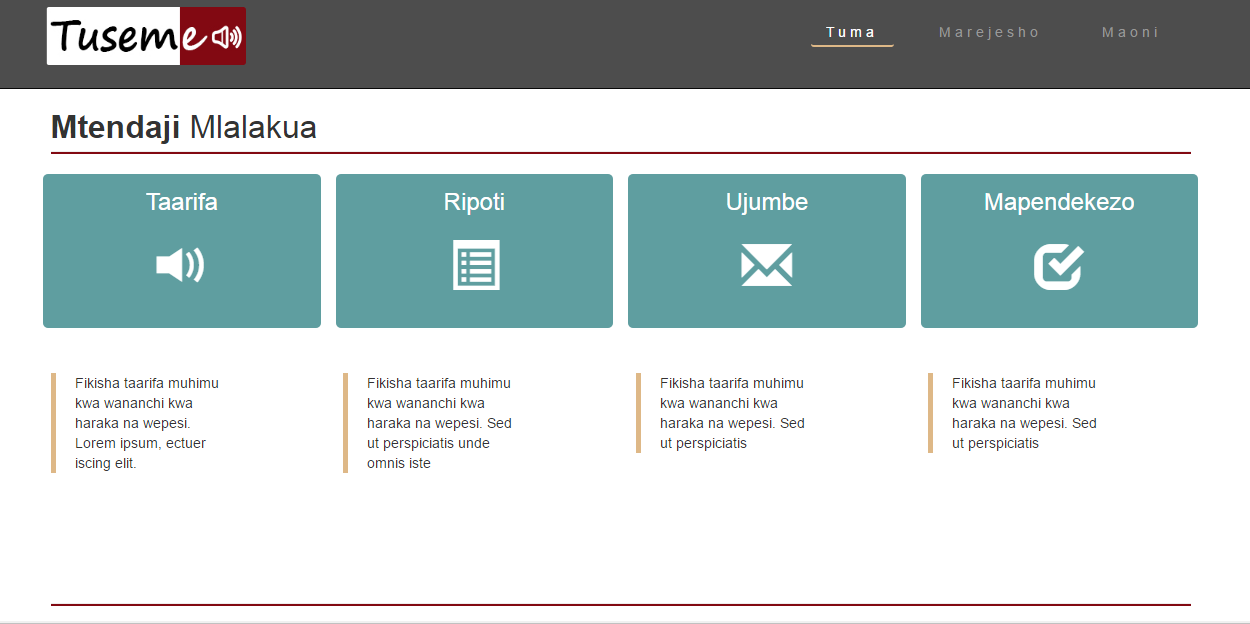 Tuseme
Tuma
Marejesho
Maoni
Mtendaji Mlalakua
Taarifa
Ripoti
Ujumbe
Mapendekezo
Fikisha taarifa muhimu
kwa wananchi kwa
haraka na wepesi.
Lorem ipsum, ectuer
iscing elit.
Fikisha taarifa muhimu
kwa wananchi kwa
haraka na wepesi. Sed
ut perspiciatis unde
omnis iste
Fikisha taarifa muhimu
kwa wananchi kwa
haraka na wepesi. Sed
ut perspiciatis
Fikisha taarifa muhimu
kwa wananchi kwa
haraka na wepesi. Sed
ut perspiciatis